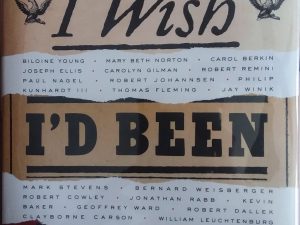 I Wish
BILOINE YOUNG • MARY BETH NORTON • CAROL BERKIN
JOSEPH ELLIS • CAROLYN GILMAN • ROBERT REMINI
PAUL NAGEL • ROBERT JOHANNSEN • PHILIP
KUNHARDT III • THOMAS FLEMING • JAY WINIK
I'D BEEN
MARK STEVENS • BERNARD WEISBERGER
ROBERT COWLEY • JONATHAN RABB • KEVIN
BAKER • GEOFFREY WARD • ROBERT DALLEK
CLAYBORNE CARSON • WILLIAM LEUCHTENBURG